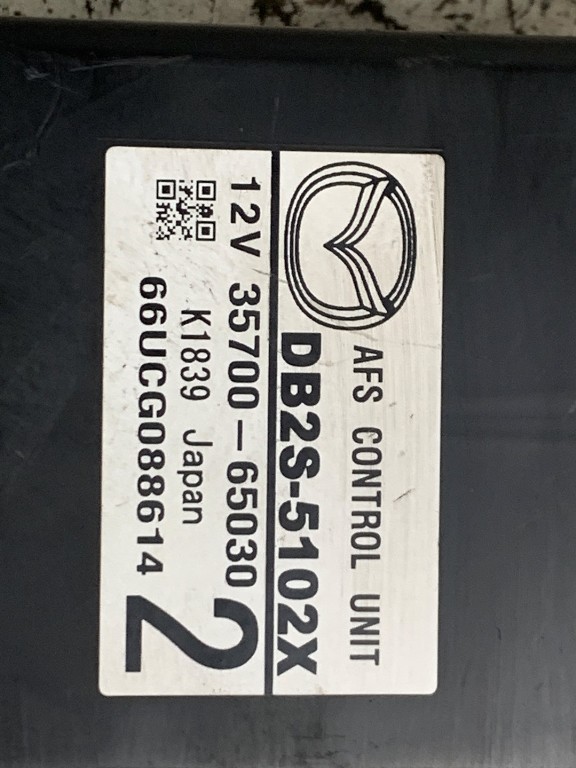 AFS CONTROL UNIT
DB2S-5102X
12V 35700-65030
K1839 Japan
66UCG088614
2